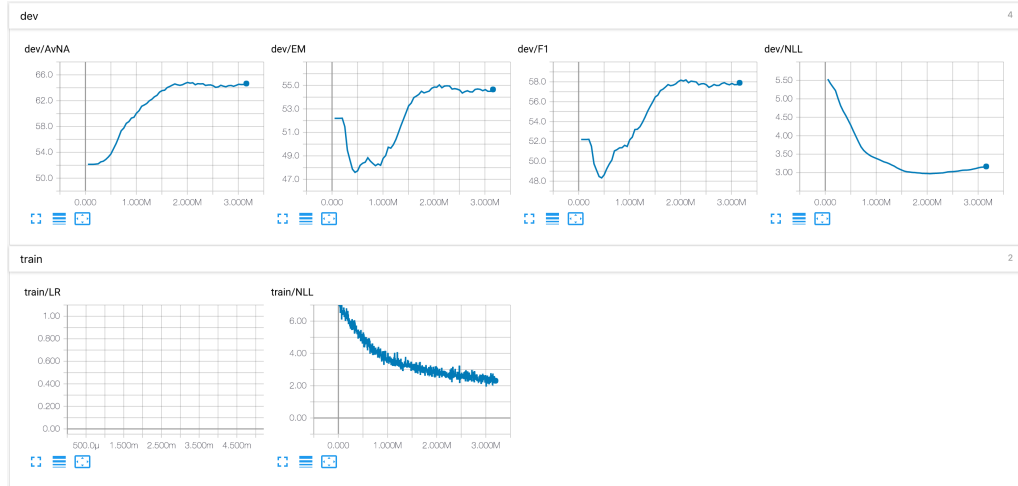 dev
4
dev/AvNA
dev/EM
dev/F1
dev/NLL
66.0
62.0
58.0
54.0
50.0
0.000 1.000M 2.000M 3.000M
55.0
53.0
51.0
49.0
47.0
0.000 1.000M 2.000M 3.000M
58.0
56.0
54.0
52.0
50.0
48.0
0.000 1.000M 2.000M 3.000M
5.50
5.00
4.50
4.00
3.50
3.00
0.000 1.000M 2.000M 3.000M
train
2
train/LR
train/NLL
1.00
0.800
0.600
0.400
0.200
0.00
500.0µ 1.500m 2.500m 3.500m 4.500m
6.00
4.00
2.00
0.00
0.000 1.000M 2.000M 3.000M